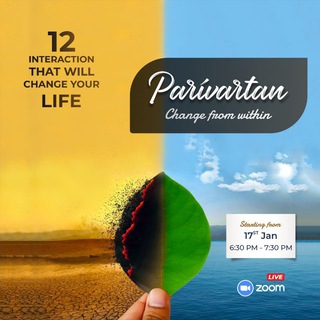 12
INTERACTION
THAT WILL
CHANGE YOUR
LIFE
Parivartan
Change from within
Starting from
17ST Jan
6:30 PM - 7:30 PM
LIVE
zoom